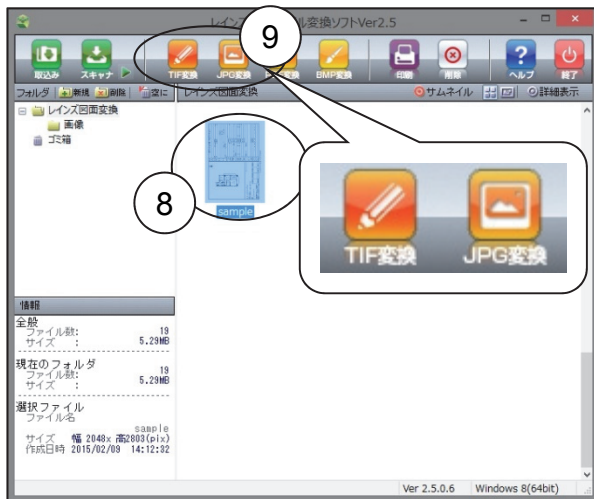 レインズ
ル変換ソフトVer2.5
9
取込み
スキャナ
TIF変換
JPG変換
変換
BMP変換
印刷
削除
ヘルプ
終了
フォルダ 新規 削除 空に
レインズ図面変換
サムネイル
詳細表示
レインズ図面変換
画像
ゴミ箱
8
sample
TIF変換
JPG変換
情報
全般
ファイル数: 19
サイズ : 5.29MB
現在のフォルダ
ファイル数: 19
サイズ : 5.29MB
選択ファイル
ファイル名
sample
サイズ 幅 2048x 高2803(pix)
作成日時 2015/02/09 14:12:32
Ver 2.5.0.6
Windows 8(64bit)